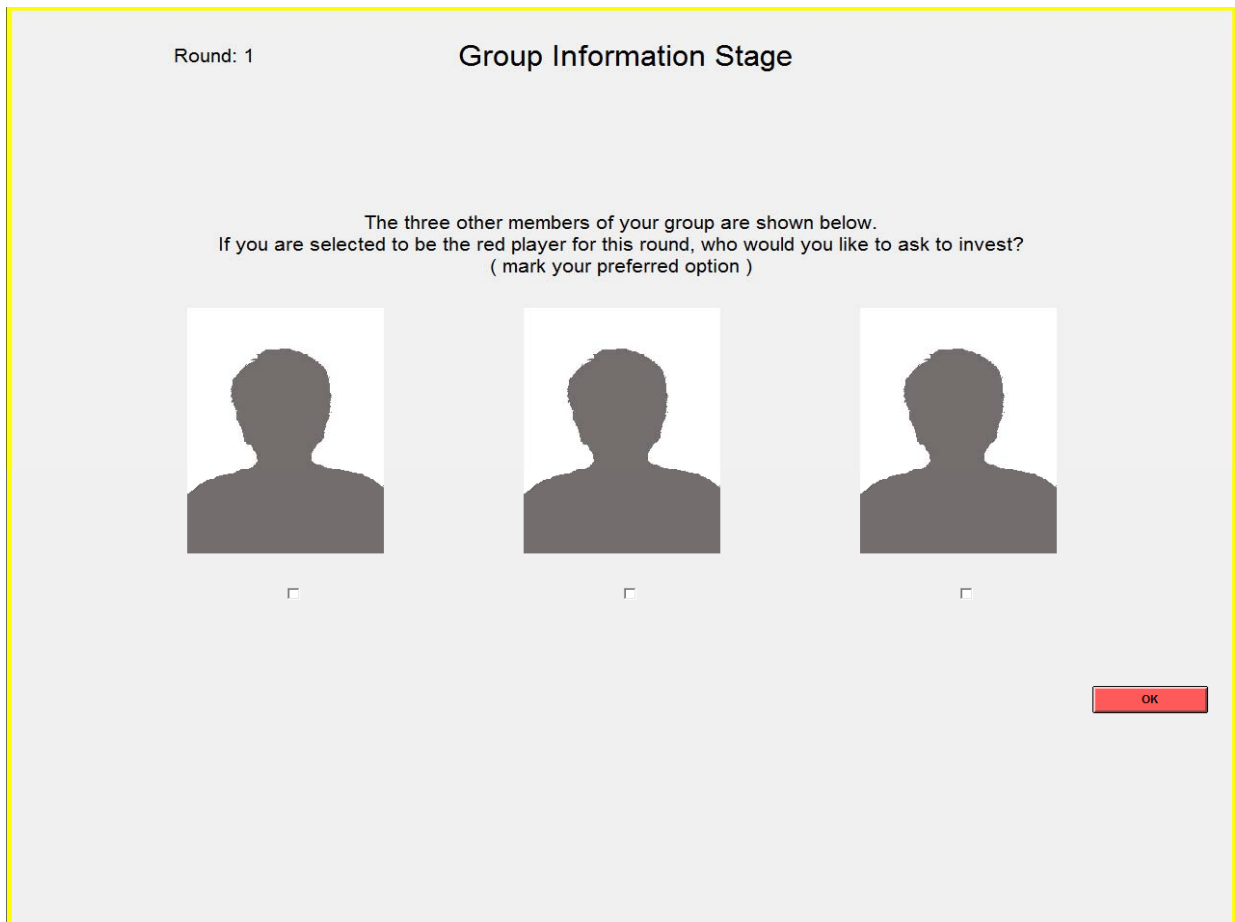 Round: 1
Group Information Stage
The three other members of your group are shown below.
If you are selected to be the red player for this round, who would you like to ask to invest?
( mark your preferred option )
OK